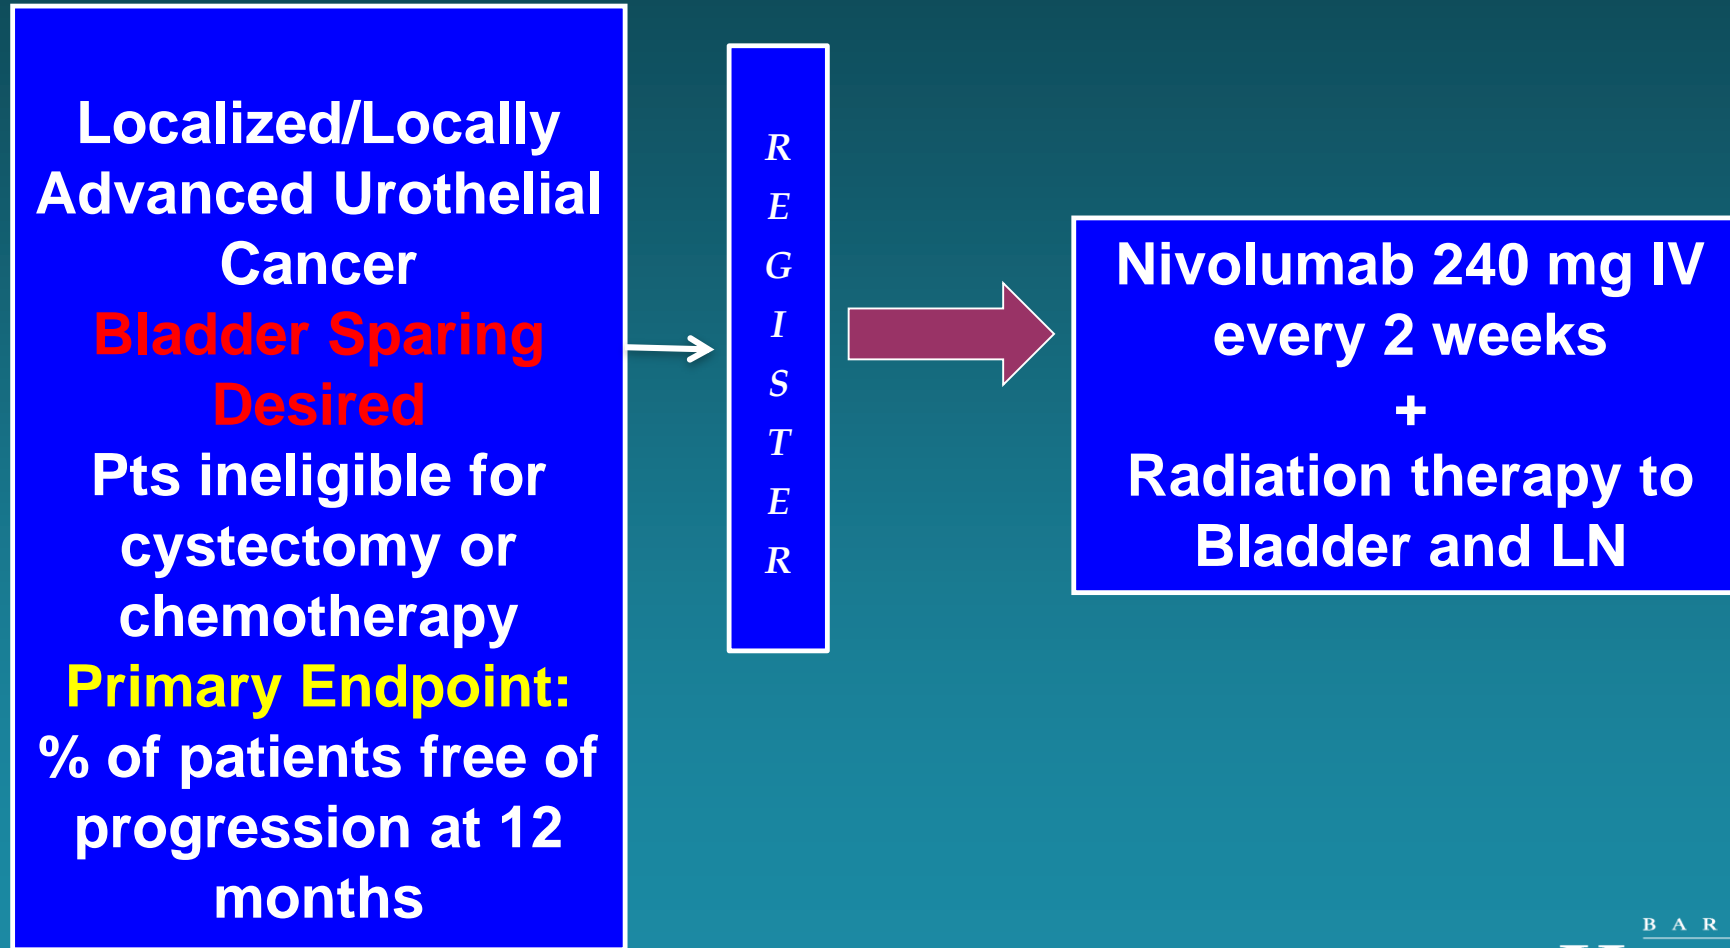 Localized/Locally
Advanced Urothelial
Cancer
Bladder Sparing
Desired
Pts ineligible for
cystectomy or
chemotherapy
Primary Endpoint:
% of patients free of
progression at 12
months
R
E
G
I
S
T
E
R
Nivolumab 240 mg IV
every 2 weeks
+
Radiation therapy to
Bladder and LN
B A R